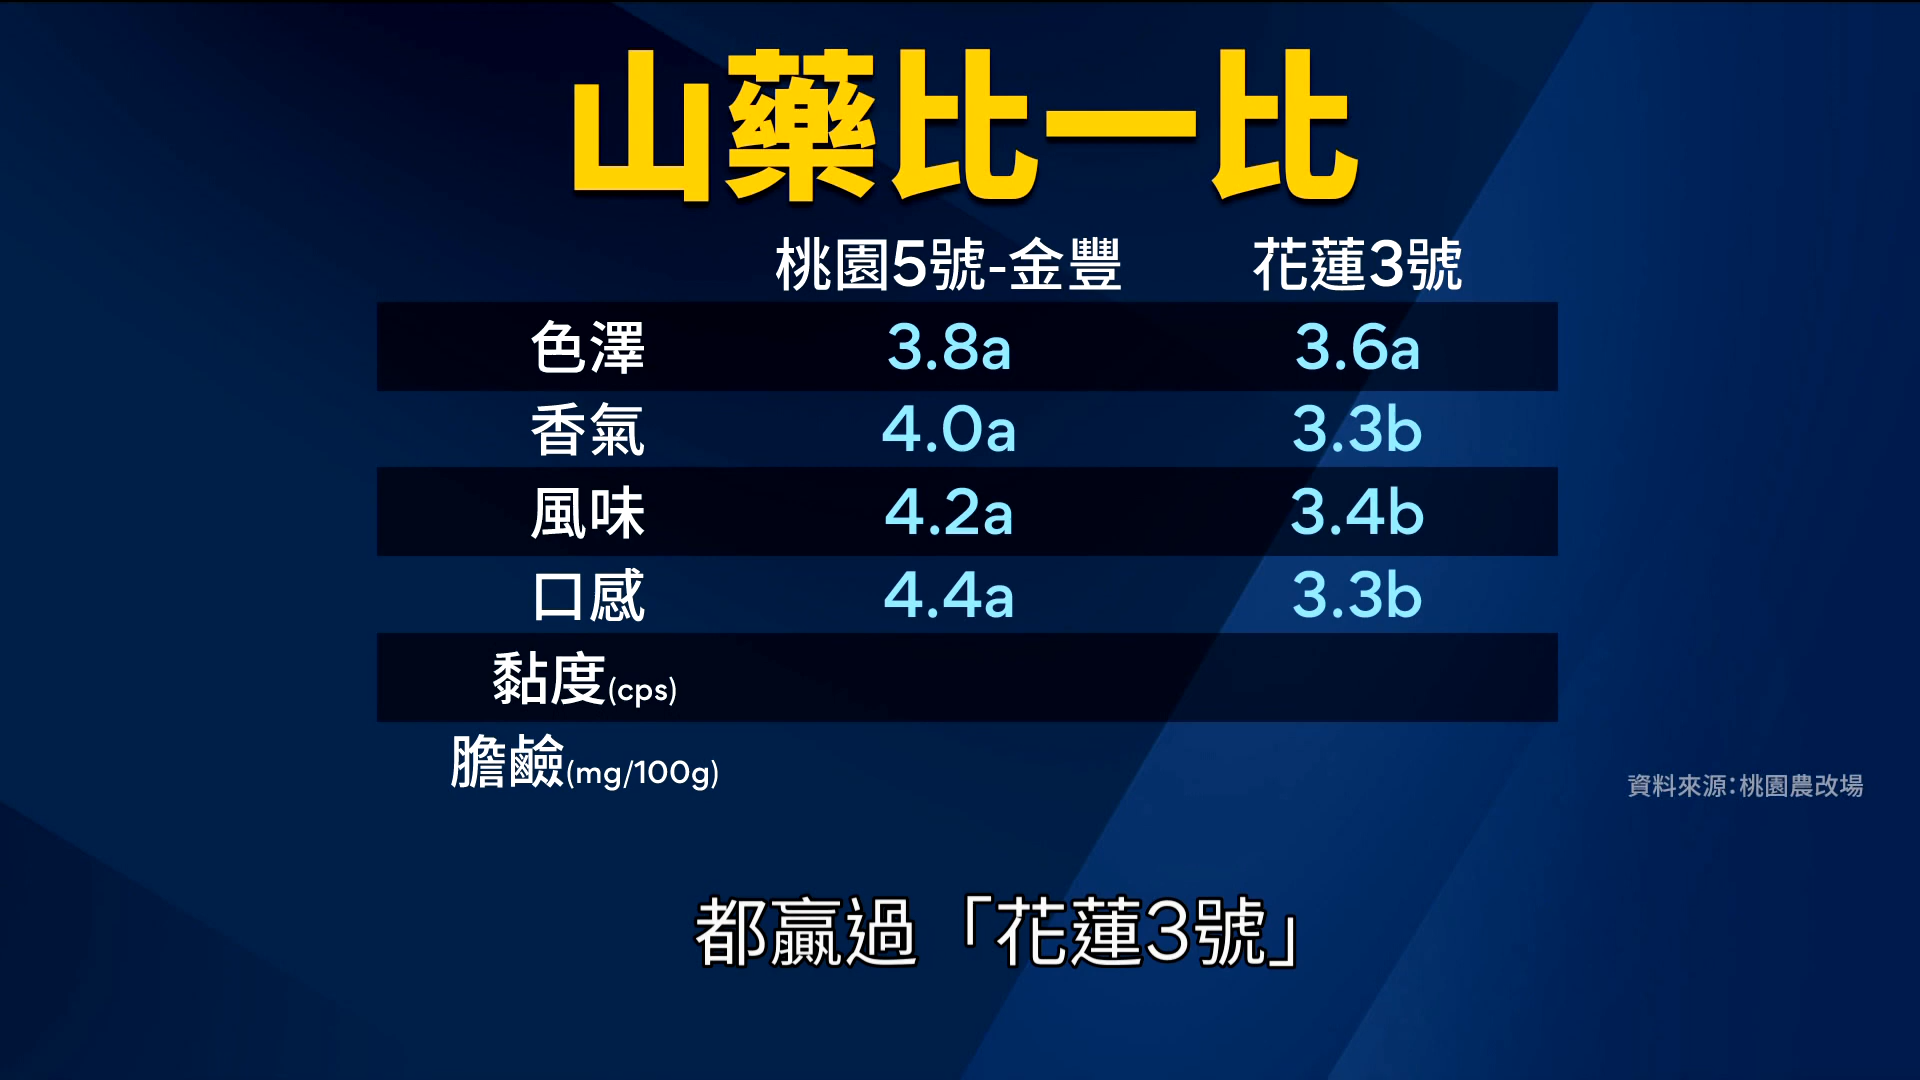 山藥比一比
桃園5號-金豐 花蓮3號
色澤 3.8a 3.6a
香氣 4.0a 3.3b
風味 4.2a 3.4b
口感 4.4a 3.3b
黏度(cps)
膽鹼(mg/100g)
資料來源:桃園農改場
都贏過「花蓮3號」